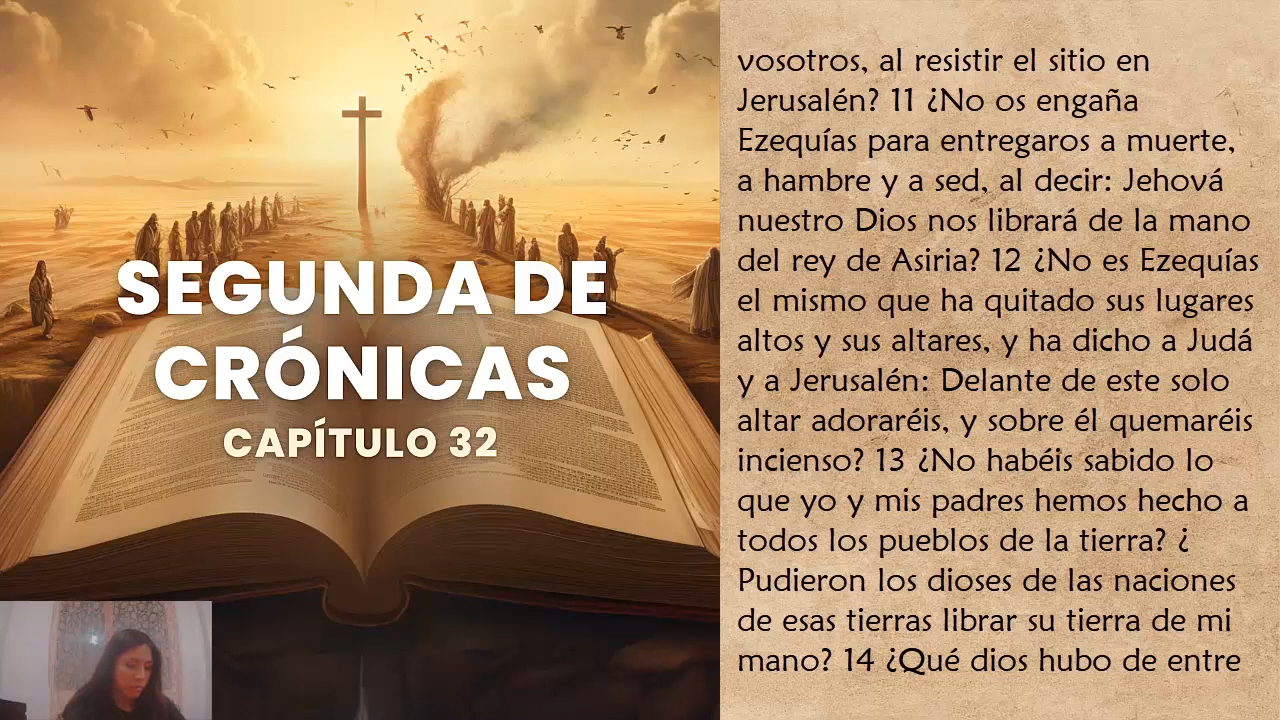 SEGUNDA DE
CRÓNICAS
CAPÍTULO 32
vosotros, al resistir el sitio en
Jerusalén? 11 ¿No os engaña
Ezequías para entregaros a muerte,
a hambre y a sed, al decir: Jehová
nuestro Dios nos librará de la mano
del rey de Asiria? 12 ¿No es Ezequías
el mismo que ha quitado sus lugares
altos y sus altares, y ha dicho a Judá
y a Jerusalén: Delante de este solo
altar adoraréis, y sobre él quemaréis
incienso? 13 ¿No habéis sabido lo
que yo y mis padres hemos hecho a
todos los pueblos de la tierra? ¿
Pudieron los dioses de las naciones
de esas tierras librar su tierra de mi
mano? 14 ¿Qué dios hubo de entre